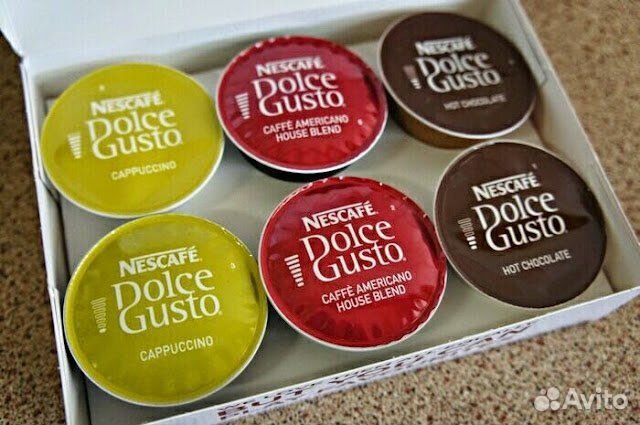 NESCAFÉ
DOLCE
GUSTO
CAPPUCCINO
NESCAFÉ
DOLCE
GUSTO
CAFFÈ AMERICANO
HOUSE BLEND
NESCAFÉ
DOLCE
GUSTO
HOT CHOCOLATE
NESCAFÉ
DOLCE
GUSTO
CAPPUCCINO
NESCAFÉ
DOLCE
GUSTO
CAFFÈ AMERICANO
HOUSE BLEND
NESCAFÉ
DOLCE
GUSTO
HOT CHOCOLATE
Avito